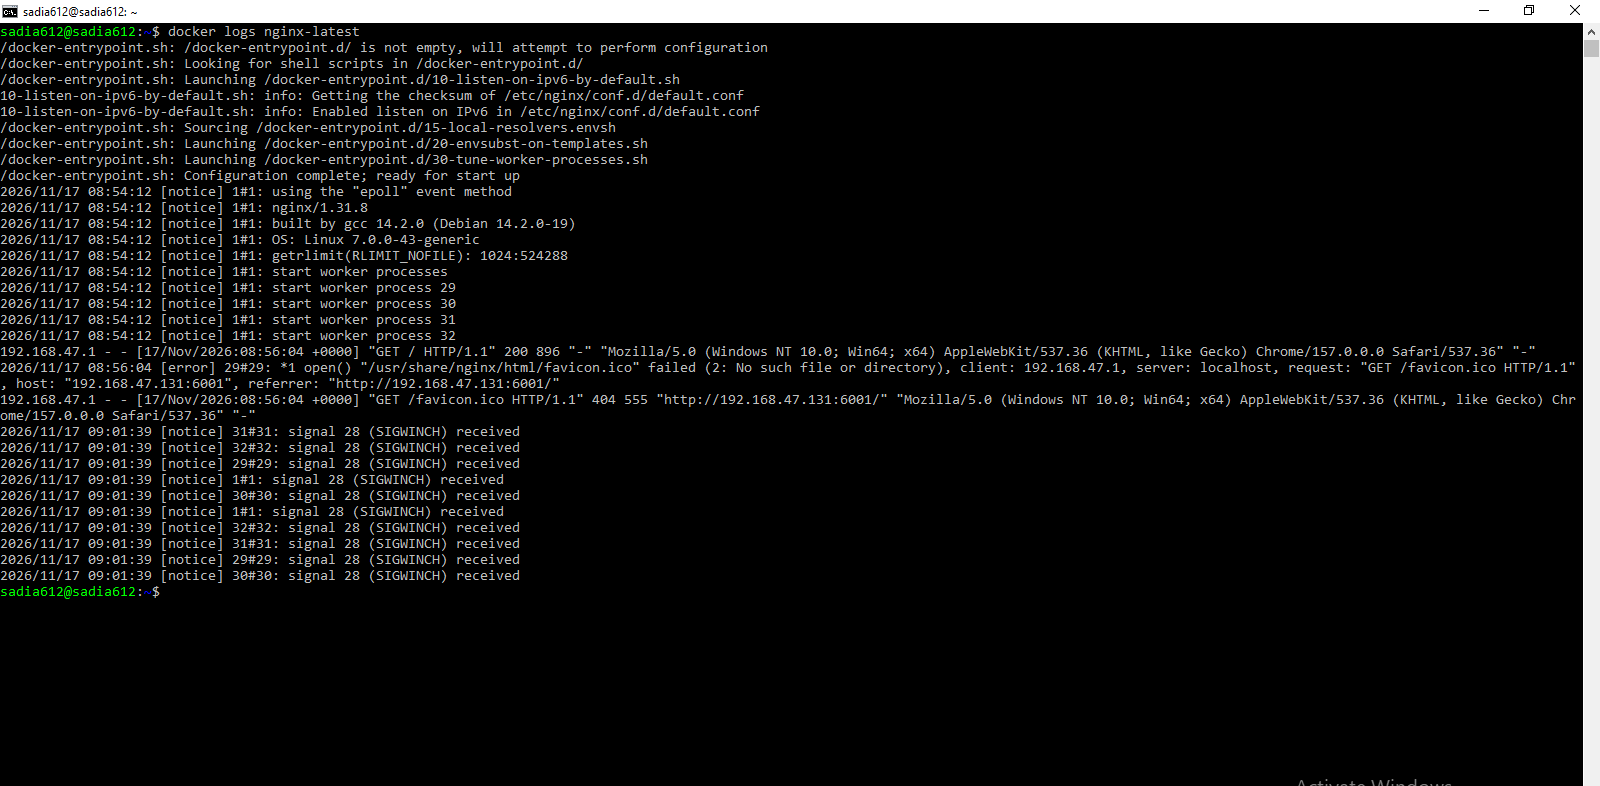 sadia612@sadia612: ~
sadia612@sadia612:~$ docker logs nginx-latest
/docker-entrypoint.sh: /docker-entrypoint.d/ is not empty, will attempt to perform configuration
/docker-entrypoint.sh: Looking for shell scripts in /docker-entrypoint.d/
/docker-entrypoint.sh: Launching /docker-entrypoint.d/10-listen-on-ipv6-by-default.sh
10-listen-on-ipv6-by-default.sh: info: Getting the checksum of /etc/nginx/conf.d/default.conf
10-listen-on-ipv6-by-default.sh: info: Enabled listen on IPv6 in /etc/nginx/conf.d/default.conf
/docker-entrypoint.sh: Sourcing /docker-entrypoint.d/15-local-resolvers.envsh
/docker-entrypoint.sh: Launching /docker-entrypoint.d/20-envsubst-on-templates.sh
/docker-entrypoint.sh: Launching /docker-entrypoint.d/30-tune-worker-processes.sh
/docker-entrypoint.sh: Configuration complete; ready for start up
2026/11/17 08:54:12 [notice] 1#1: using the "epoll" event method
2026/11/17 08:54:12 [notice] 1#1: nginx/1.31.8
2026/11/17 08:54:12 [notice] 1#1: built by gcc 14.2.0 (Debian 14.2.0-19)
2026/11/17 08:54:12 [notice] 1#1: OS: Linux 7.0.0-43-generic
2026/11/17 08:54:12 [notice] 1#1: getrlimit(RLIMIT_NOFILE): 1024:524288
2026/11/17 08:54:12 [notice] 1#1: start worker processes
2026/11/17 08:54:12 [notice] 1#1: start worker process 29
2026/11/17 08:54:12 [notice] 1#1: start worker process 30
2026/11/17 08:54:12 [notice] 1#1: start worker process 31
2026/11/17 08:54:12 [notice] 1#1: start worker process 32
192.168.47.1 - - [17/Nov/2026:08:56:04 +0000] "GET / HTTP/1.1" 200 896 "-" "Mozilla/5.0 (Windows NT 10.0; Win64; x64) AppleWebKit/537.36 (KHTML, like Gecko) Chrome/157.0.0.0 Safari/537.36" "-"
2026/11/17 08:56:04 [error] 29#29: *1 open() "/usr/share/nginx/html/favicon.ico" failed (2: No such file or directory), client: 192.168.47.1, server: localhost, request: "GET /favicon.ico HTTP/1.1"
, host: "192.168.47.131:6001", referrer: "http://192.168.47.131:6001/"
192.168.47.1 - - [17/Nov/2026:08:56:04 +0000] "GET /favicon.ico HTTP/1.1" 404 555 "http://192.168.47.131:6001/" "Mozilla/5.0 (Windows NT 10.0; Win64; x64) AppleWebKit/537.36 (KHTML, like Gecko) Chr
ome/157.0.0.0 Safari/537.36" "-"
2026/11/17 09:01:39 [notice] 31#31: signal 28 (SIGWINCH) received
2026/11/17 09:01:39 [notice] 32#32: signal 28 (SIGWINCH) received
2026/11/17 09:01:39 [notice] 29#29: signal 28 (SIGWINCH) received
2026/11/17 09:01:39 [notice] 1#1: signal 28 (SIGWINCH) received
2026/11/17 09:01:39 [notice] 30#30: signal 28 (SIGWINCH) received
2026/11/17 09:01:39 [notice] 1#1: signal 28 (SIGWINCH) received
2026/11/17 09:01:39 [notice] 32#32: signal 28 (SIGWINCH) received
2026/11/17 09:01:39 [notice] 31#31: signal 28 (SIGWINCH) received
2026/11/17 09:01:39 [notice] 29#29: signal 28 (SIGWINCH) received
2026/11/17 09:01:39 [notice] 30#30: signal 28 (SIGWINCH) received
sadia612@sadia612:~$
Activate Windows